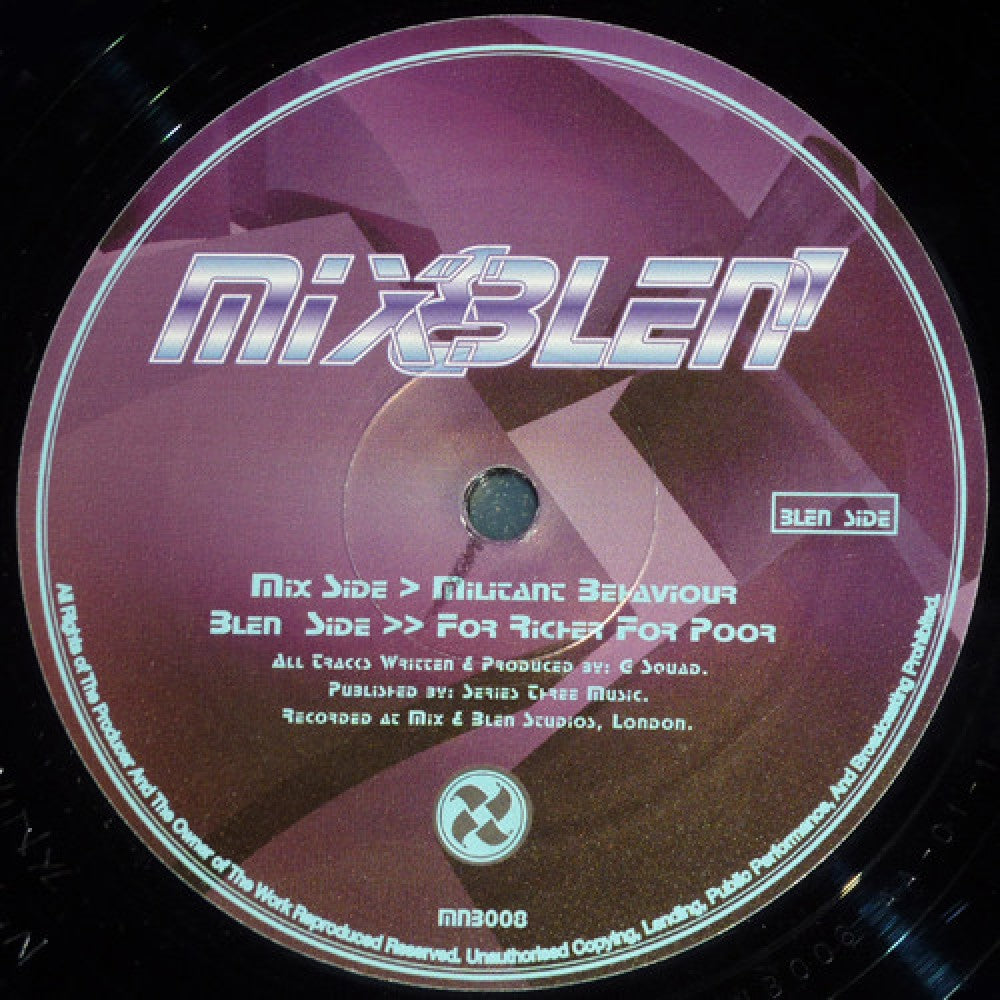 MIX&BLEN'
BLEN SIDE
MIX SIDE > MILITANT BEHAVIOUR
BLEN SIDE >> FOR RICHER FOR POOR
ALL TRACKS WRITTEN & PRODUCED BY: G SQUAD.
PUBLISHED BY: SERIES THREE MUSIC.
RECORDED AT MIX & BLEN STUDIOS, LONDON.
MNB008
All Rights of The Producer And The Owner of The Work Reproduced Reserved. Unauthorised Copying, Lending, Public Performance, And Broadcasting Prohibited.